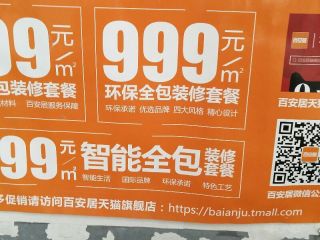 99元/m²
999元/m²
包装修套餐
环保全包装修套餐
材料 百安居服务保障
环保承诺 优选品牌 四大风格 精心设计
百安居天猫
99元/m²
智能全包装修套餐
智能生活 国际品牌 环保承诺 特色工艺
百安居微信公
多促销请访问百安居天猫旗舰店：https://baianju.tmall.com